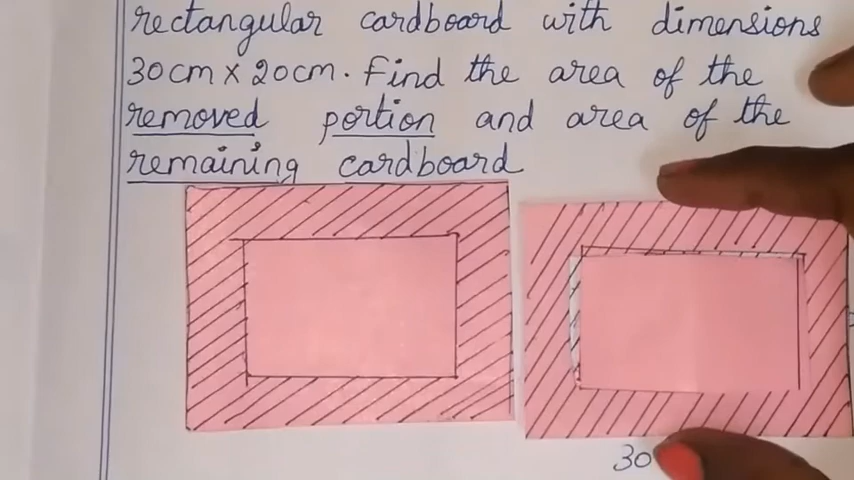 rectangular cardboard with dimensions
30cm x 20cm. Find the area of the
removed portion and area of the
remaining cardboard
30